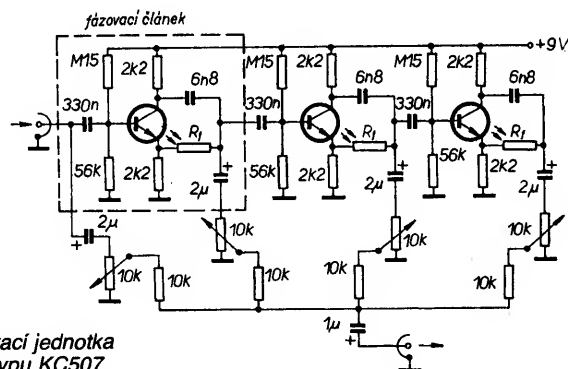 fázovací článek
+9V
M15
2k2
6n8
330n
56k
2k2
R₁
2µ
+
M15
2k2
6n8
330n
56k
2k2
R₁
2µ
+
M15
2k2
6n8
330n
56k
2k2
R₁
2µ
+
2µ
+
10k
10k
10k
10k
10k
10k
10k
10k
1µ
+
ací jednotka
ypu KC507